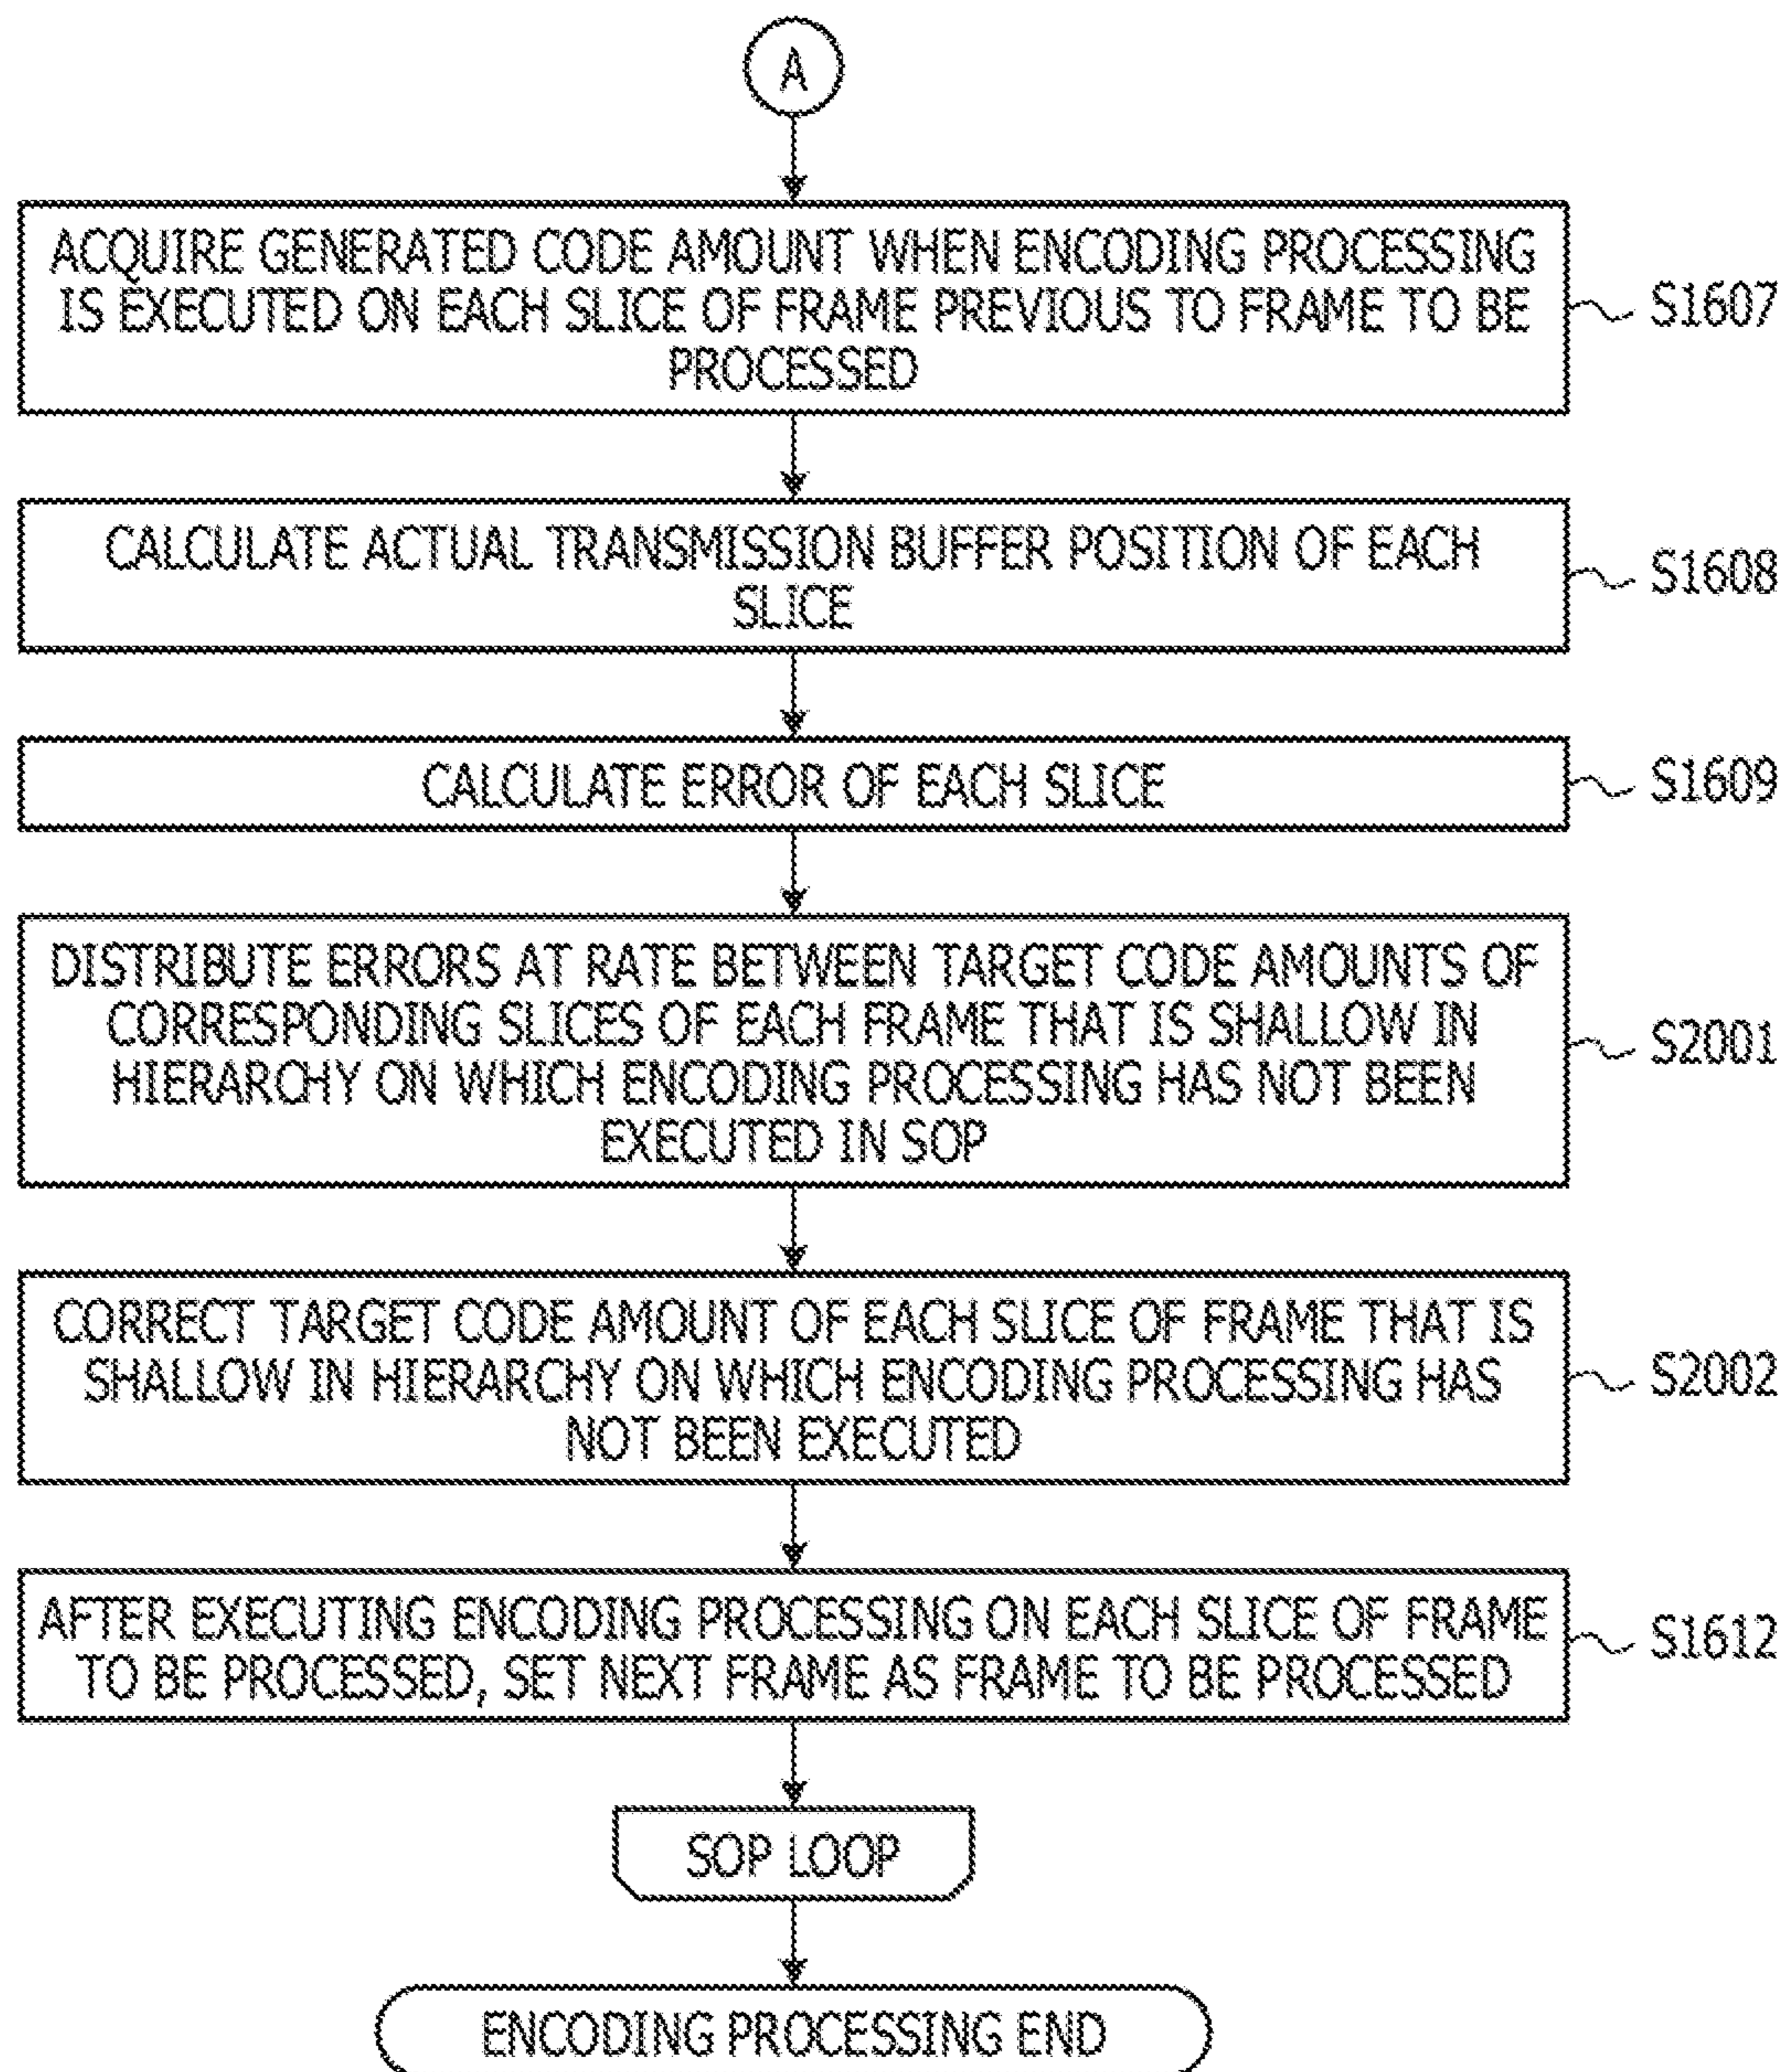 A
ACQUIRE GENERATED CODE AMOUNT WHEN ENCODING PROCESSING
IS EXECUTED ON EACH SLICE OF FRAME PREVIOUS TO FRAME TO BE
PROCESSED
S1607
CALCULATE ACTUAL TRANSMISSION BUFFER POSITION OF EACH
SLICE
S1608
CALCULATE ERROR OF EACH SLICE
S1609
DISTRIBUTE ERRORS AT RATE BETWEEN TARGET CODE AMOUNTS OF
CORRESPONDING SLICES OF EACH FRAME THAT IS SHALLOW IN
HIERARCHY ON WHICH ENCODING PROCESSING HAS NOT BEEN
EXECUTED IN SOP
S2001
CORRECT TARGET CODE AMOUNT OF EACH SLICE OF FRAME THAT IS
SHALLOW IN HIERARCHY ON WHICH ENCODING PROCESSING HAS
NOT BEEN EXECUTED
S2002
AFTER EXECUTING ENCODING PROCESSING ON EACH SLICE OF FRAME
TO BE PROCESSED, SET NEXT FRAME AS FRAME TO BE PROCESSED
S1612
SOP LOOP
ENCODING PROCESSING END